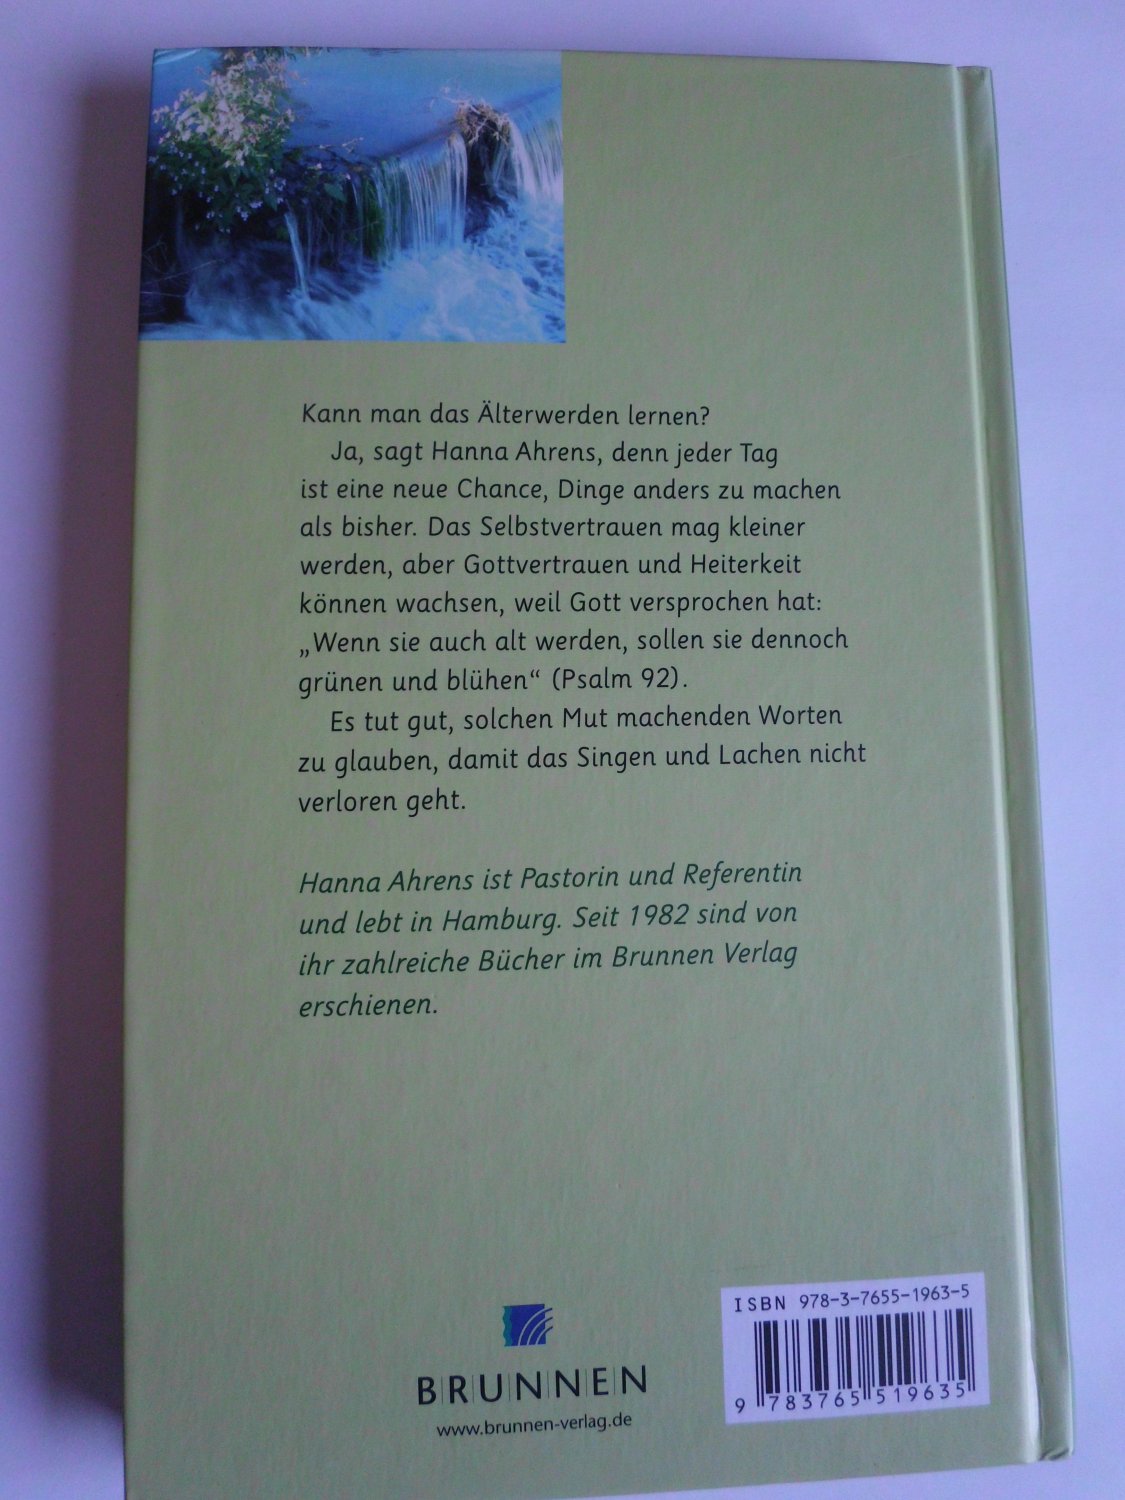 Kann man das Älterwerden lernen?
Ja, sagt Hanna Ahrens, denn jeder Tag
ist eine neue Chance, Dinge anders zu machen
als bisher. Das Selbstvertrauen mag kleiner
werden, aber Gottvertrauen und Heiterkeit
können wachsen, weil Gott versprochen hat:
„Wenn sie auch alt werden, sollen sie dennoch
grünen und blühen“ (Psalm 92).
Es tut gut, solchen Mut machenden Worten
zu glauben, damit das Singen und Lachen nicht
verloren geht.
Hanna Ahrens ist Pastorin und Referentin
und lebt in Hamburg. Seit 1982 sind von
ihr zahlreiche Bücher im Brunnen Verlag
erschienen.
BRUNNEN
www.brunnen-verlag.de
ISBN 978-3-7655-1963-5
9 783765 519635